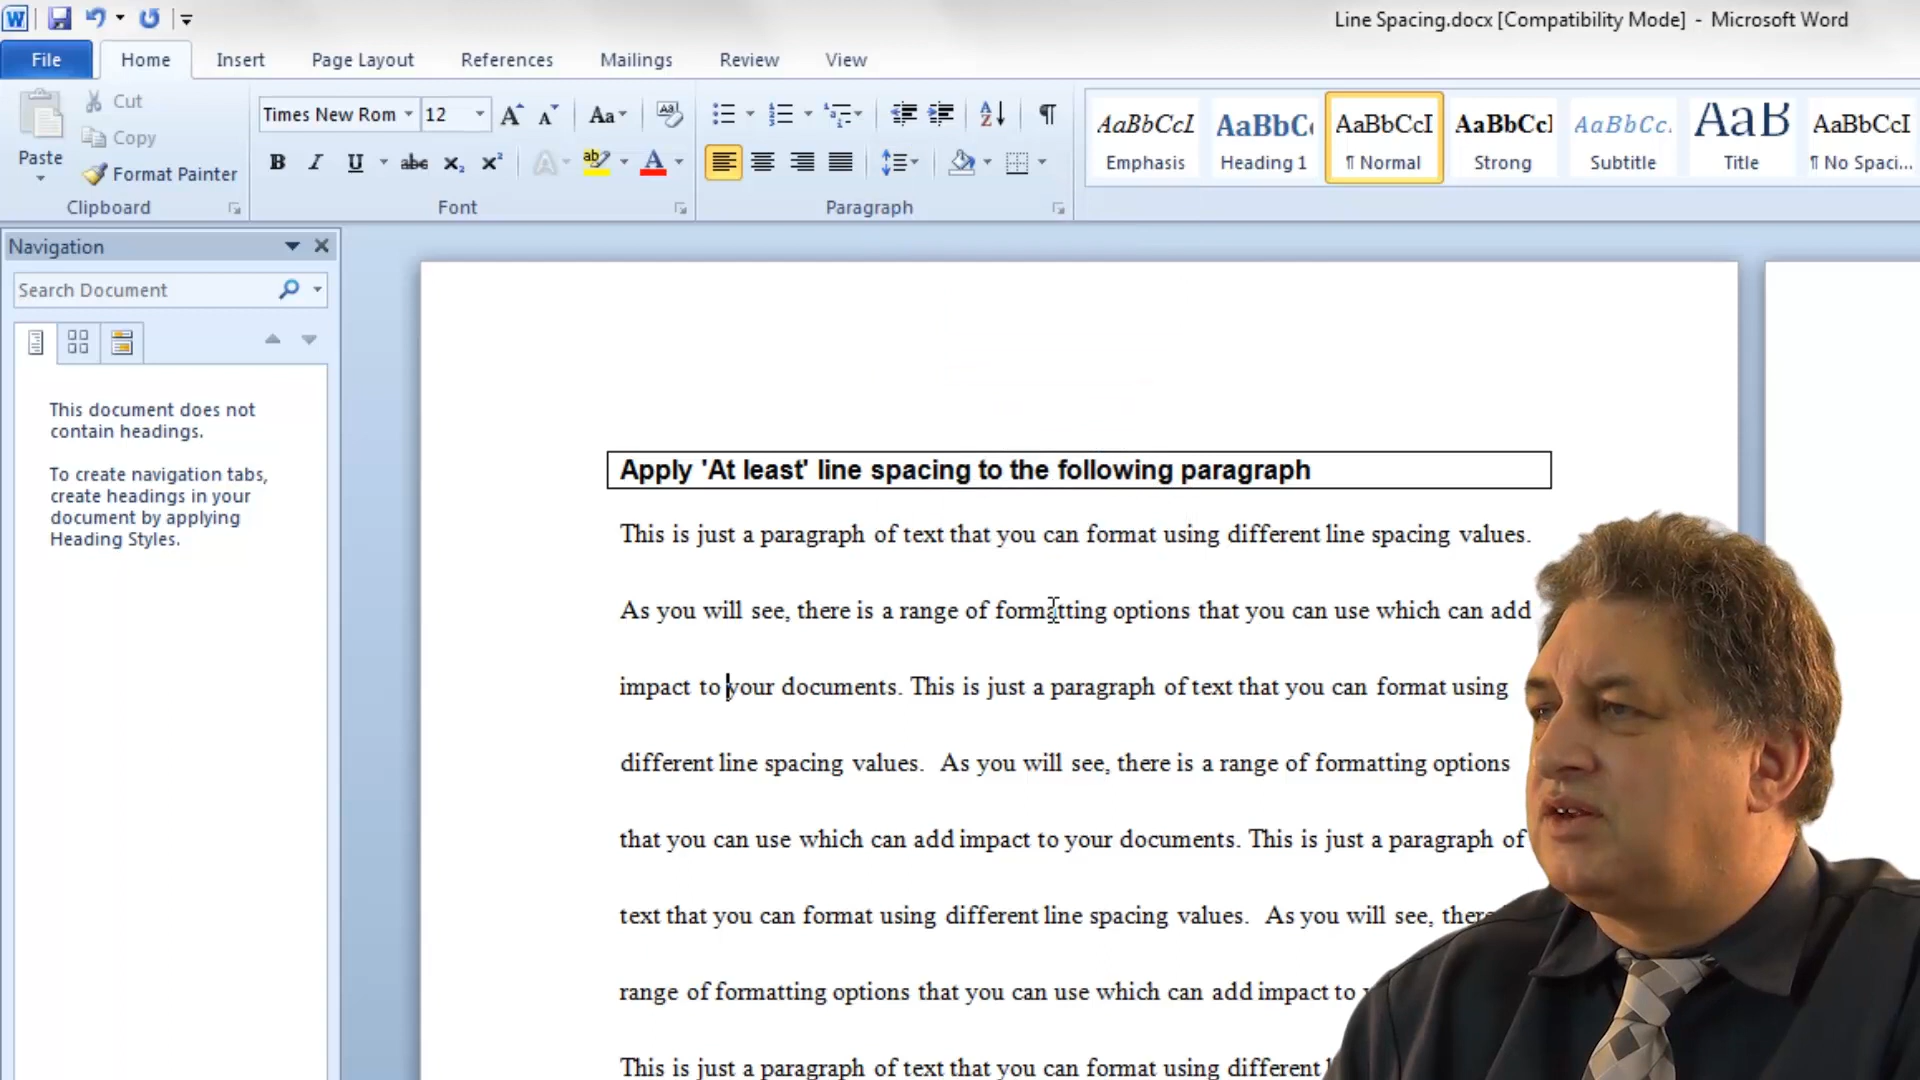 Line Spacing.docx [Compatibility Mode] - Microsoft Word
File Home Insert Page Layout References Mailings Review View
Cut
Copy
Paste
Format Painter
Clipboard
Times New Rom 12
Font
Paragraph
AaBbCcI AaBbC AaBbCcI AaBbCcI AaBbCc. AaB AaBbCcI
Emphasis Heading 1 ¶ Normal Strong Subtitle Title ¶ No Spaci...
Navigation
Search Document
This document does not
contain headings.
To create navigation tabs,
create headings in your
document by applying
Heading Styles.
Apply 'At least' line spacing to the following paragraph
This is just a paragraph of text that you can format using different line spacing values.
As you will see, there is a range of formatting options that you can use which can add
impact to your documents. This is just a paragraph of text that you can format using
different line spacing values. As you will see, there is a range of formatting options
that you can use which can add impact to your documents. This is just a paragraph of
text that you can format using different line spacing values. As you will see,
range of formatting options that you can use which can add impact to
This is just a paragraph of text that you can format using different